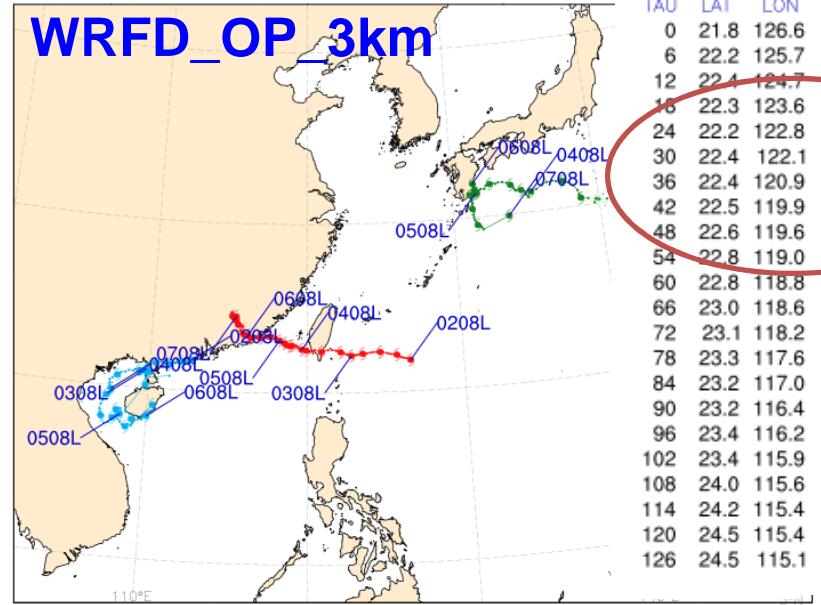 WRFD_OP_3km
0608L
0408L
0708L
0508L
0608L
0408L
0208L
0208L
0708L
0408L
0508L
0308L
0308L
0608L
0508L
110°E
TAU LAT LON
0 21.8 126.6
6 22.2 125.7
12 22.4 124.7
18 22.3 123.6
24 22.2 122.8
30 22.4 122.1
36 22.4 120.9
42 22.5 119.9
48 22.6 119.6
54 22.8 119.0
60 22.8 118.8
66 23.0 118.6
72 23.1 118.2
78 23.3 117.6
84 23.2 117.0
90 23.2 116.4
96 23.4 116.2
102 23.4 115.9
108 24.0 115.6
114 24.2 115.4
120 24.5 115.4
126 24.5 115.1